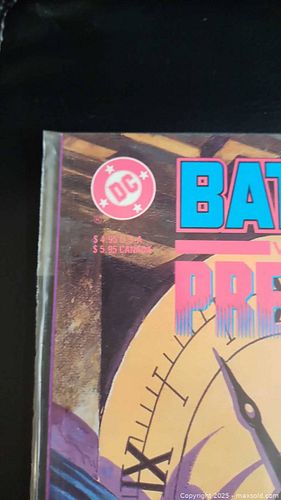 DC
$4.95 U.S.A.
$5.95 CANADA
BAT
PRE
IX
Copyright 2025 - maxsold.com